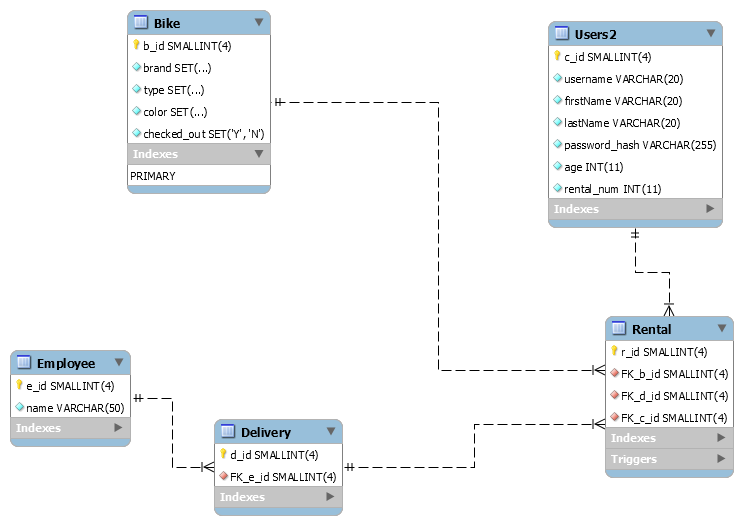 Bike
b_id SMALLINT(4)
brand SET(...)
type SET(...)
color SET(...)
checked_out SET('Y', 'N')
Indexes
PRIMARY
Users2
c_id SMALLINT(4)
username VARCHAR(20)
firstName VARCHAR(20)
lastName VARCHAR(20)
password_hash VARCHAR(255)
age INT(11)
rental_num INT(11)
Indexes
Employee
e_id SMALLINT(4)
name VARCHAR(50)
Indexes
Delivery
d_id SMALLINT(4)
FK_e_id SMALLINT(4)
Indexes
Rental
r_id SMALLINT(4)
FK_b_id SMALLINT(4)
FK_d_id SMALLINT(4)
FK_c_id SMALLINT(4)
Indexes
Triggers